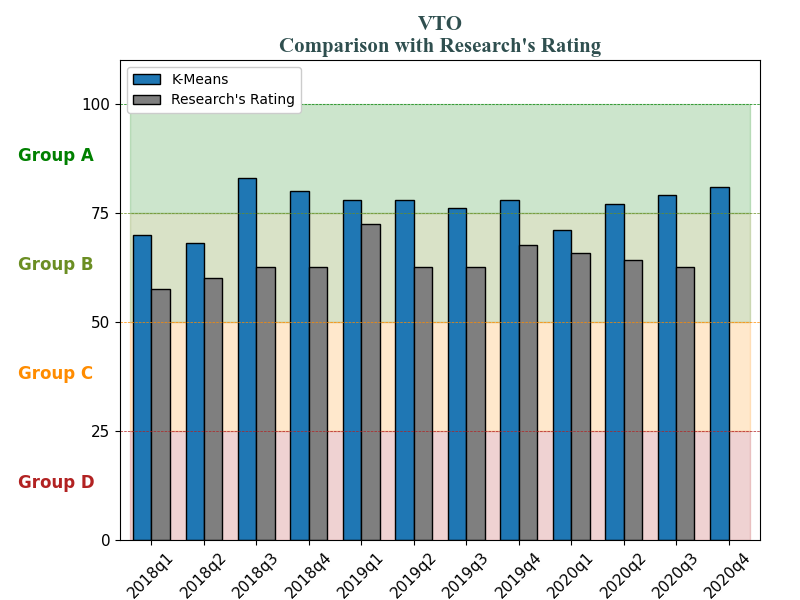 VTO
Comparison with Research's Rating
K-Means
Research's Rating
100
Group A
75
Group B
50
Group C
25
Group D
0
2018q1 2018q2 2018q3 2018q4 2019q1 2019q2 2019q3 2019q4 2020q1 2020q2 2020q3 2020q4